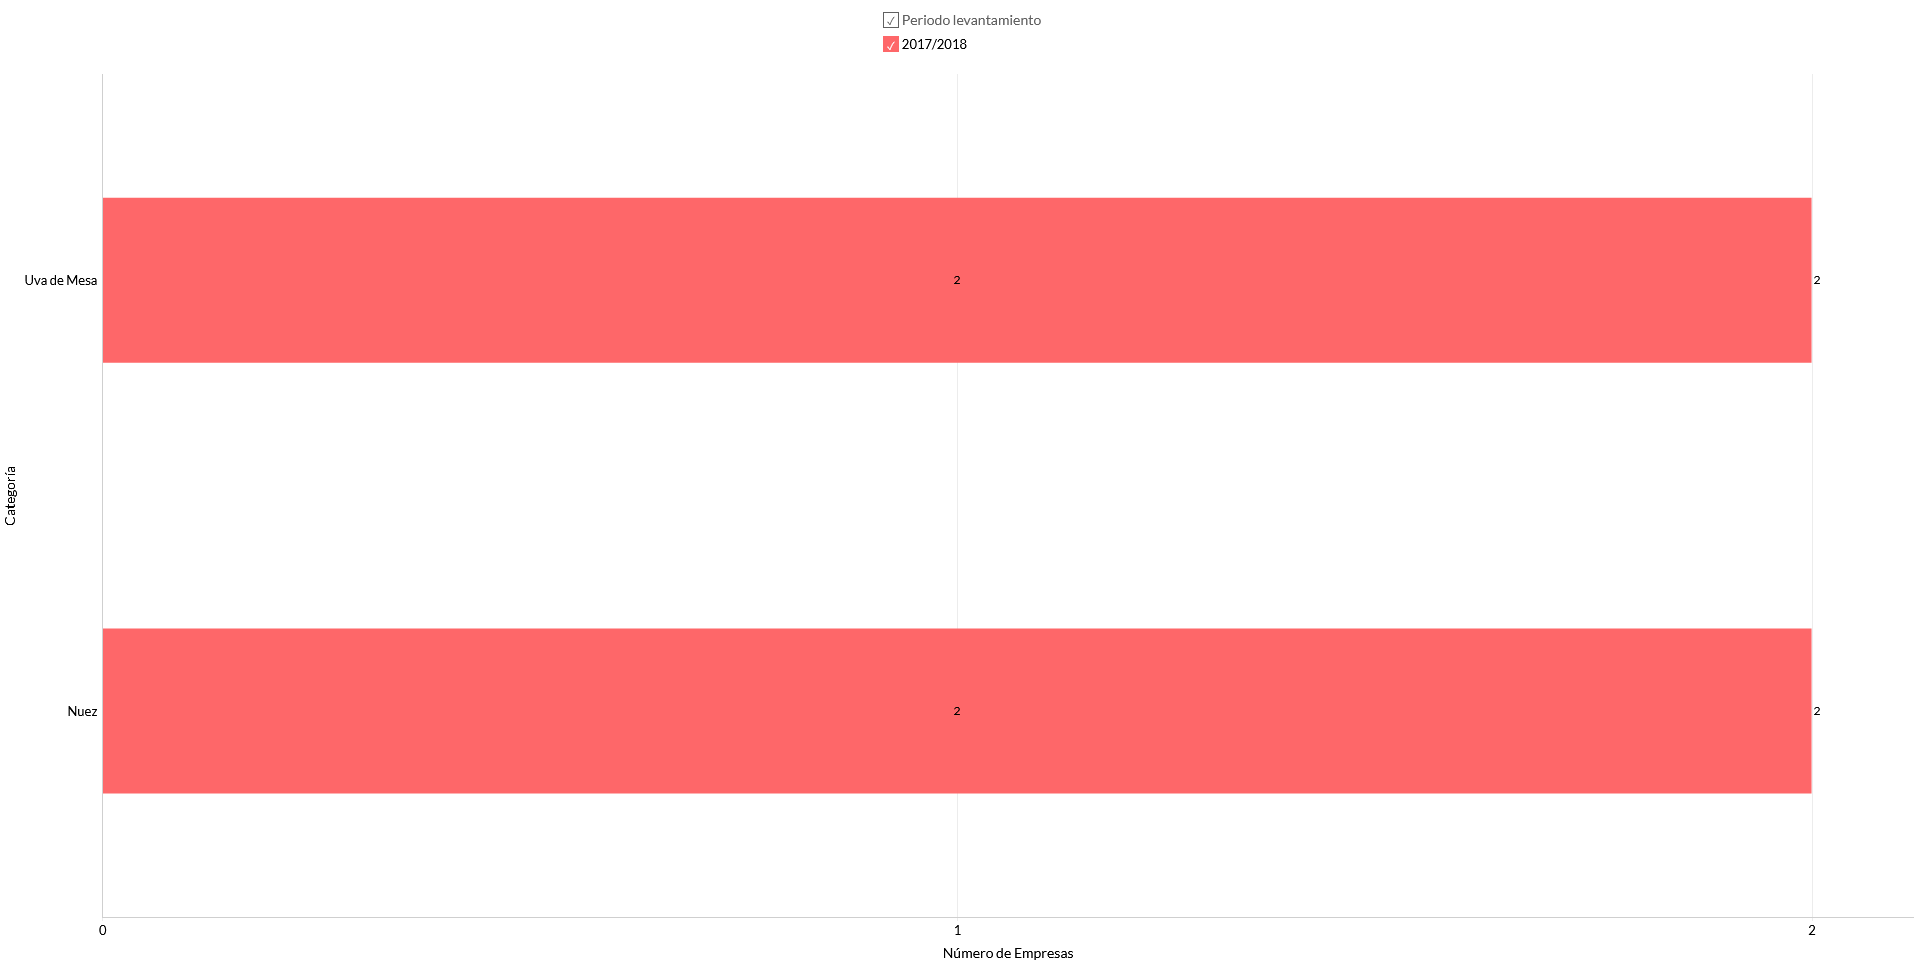 Periodo levantamiento
2017/2018
Uva de Mesa
2
2
Categoría
Nuez
2
2
0
1
2
Número de Empresas